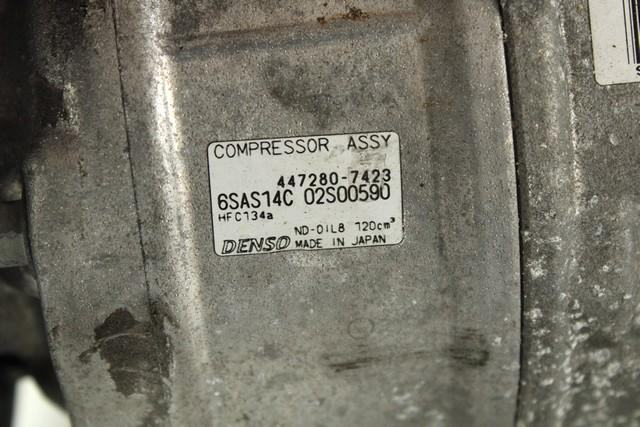 COMPRESSOR ASSY
447280-7423
6SAS14C 02S00590
HFC134a
ND-OIL8 120cm³
DENSO MADE IN JAPAN